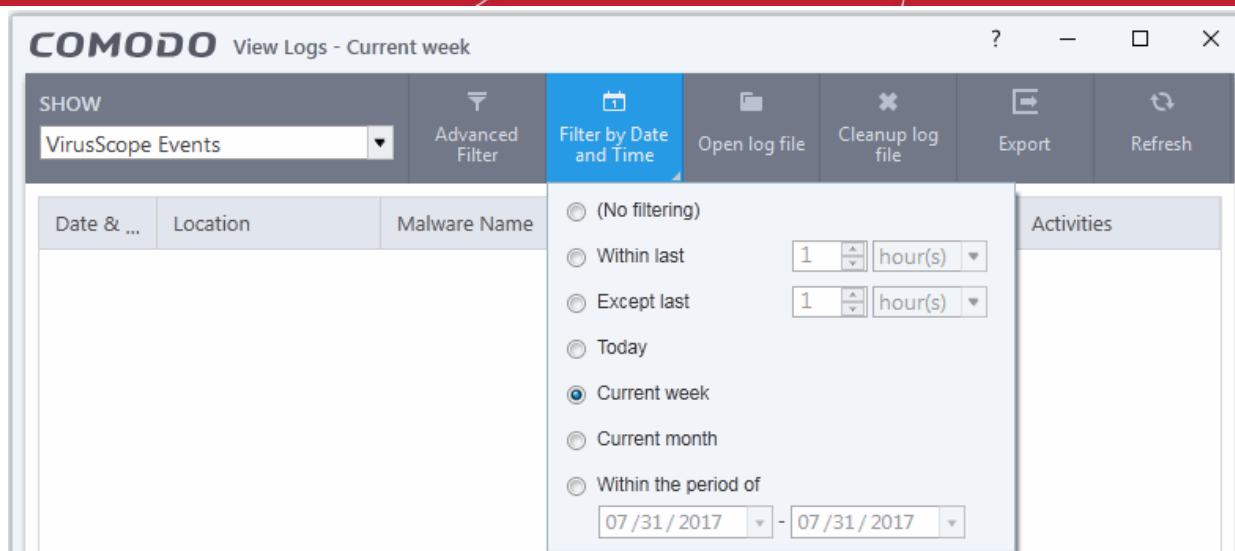 COMODO View Logs - Current week ?
SHOW
VirusScope Events
Advanced
Filter
Filter by Date
and Time
Open log file
Cleanup log
file
Export
Refresh
Date & ... Location Malware Name Activities
(No filtering)
Within last 1 hour(s)
Except last 1 hour(s)
Today
Current week
Current month
Within the period of
07/31/2017 - 07/31/2017